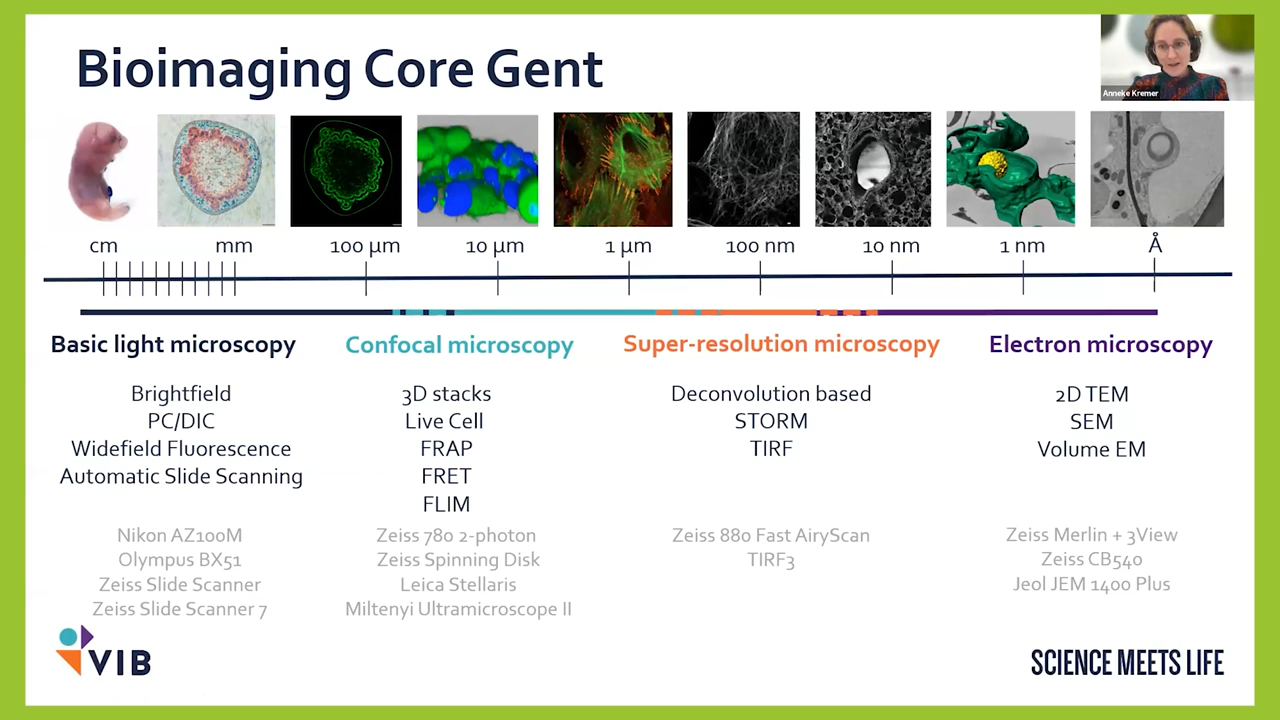 Bioimaging Core Gent
Anneke Kremer
cm mm 100 µm 10 µm 1 µm 100 nm 10 nm 1 nm Å
Basic light microscopy
Brightfield
PC/DIC
Widefield Fluorescence
Automatic Slide Scanning
Nikon AZ100M
Olympus BX51
Zeiss Slide Scanner
Zeiss Slide Scanner 7
Confocal microscopy
3D stacks
Live Cell
FRAP
FRET
FLIM
Zeiss 780 2-photon
Zeiss Spinning Disk
Leica Stellaris
Miltenyi Ultramicroscope II
Super-resolution microscopy
Deconvolution based
STORM
TIRF
Zeiss 880 Fast AiryScan
TIRF3
Electron microscopy
2D TEM
SEM
Volume EM
Zeiss Merlin + 3View
Zeiss CB540
Jeol JEM 1400 Plus
VIB
SCIENCE MEETS LIFE